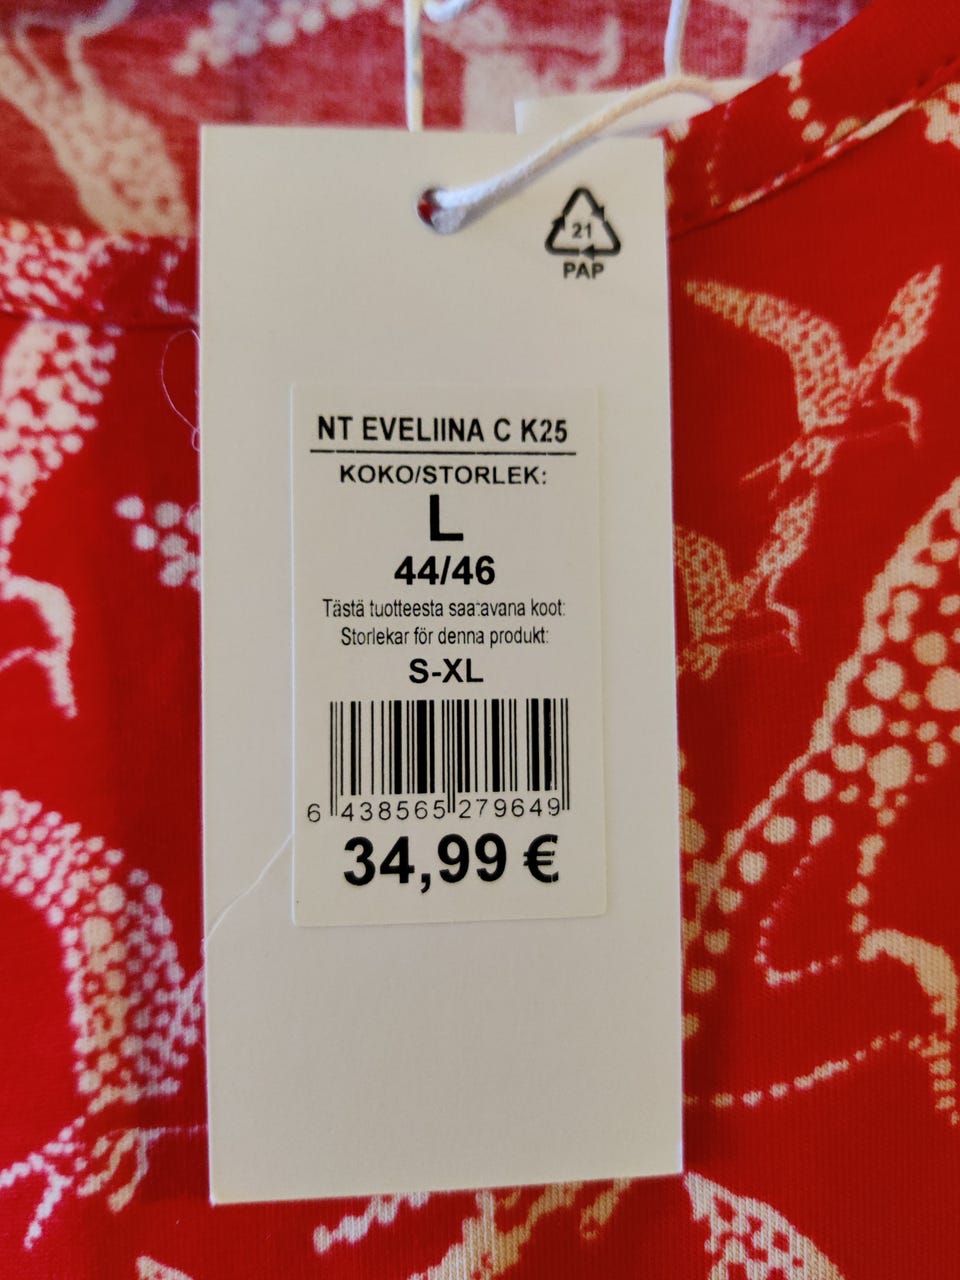 21
PAP
NT EVELIINA C K25
KOKO/STORLEK:
L
44/46
Tästä tuotteesta saatavana koot:
Storlekar för denna produkt:
S-XL
6 438565 279649
34,99 €